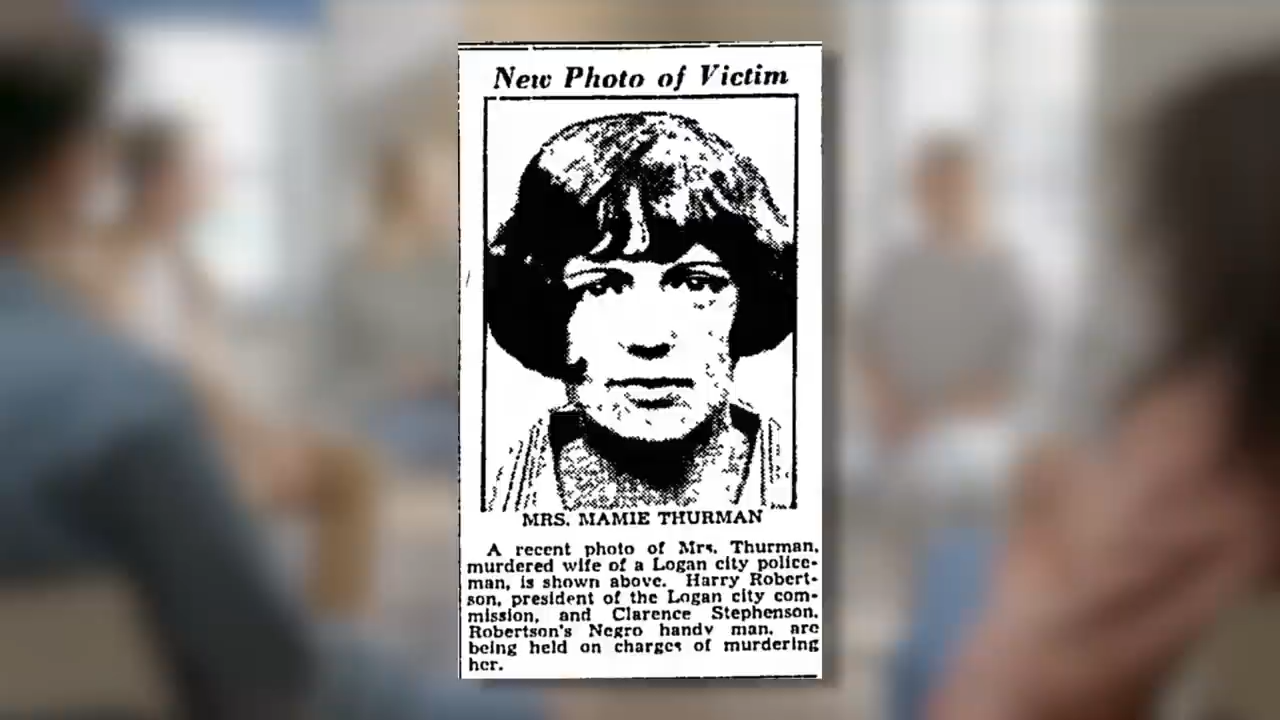 New Photo of Victim
MRS. MAMIE THURMAN
A recent photo of Mrs. Thurman,
murdered wife of a Logan city police-
man, is shown above. Harry Robert-
son, president of the Logan city com-
mission, and Clarence Stephenson,
Robertson's Negro handy man, are
being held on charges of murdering
her.